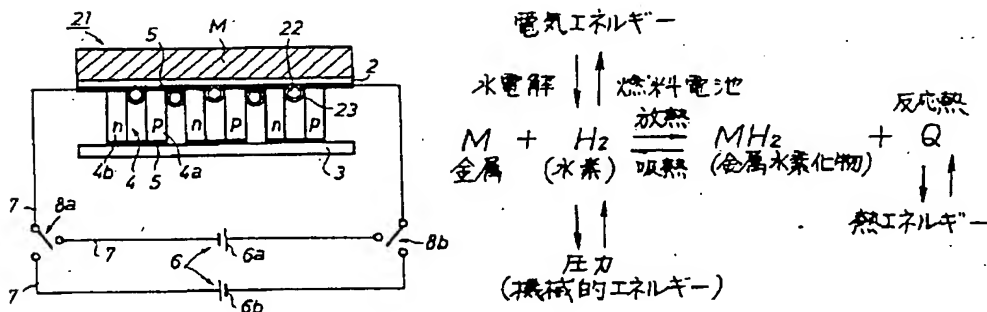 21
M
5
22
2
23
n
p
n
p
n
p
4b
4
5
4a
3
7
8a
7
6
6a
8b
7
6b
電気エネルギー
水電解
燃料電池
M + H₂
放熱
吸熱
MH₂ + Q
反応熱
金属
(水素)
(金属水素化物)
熱エネルギー
圧力
(機械的エネルギー)